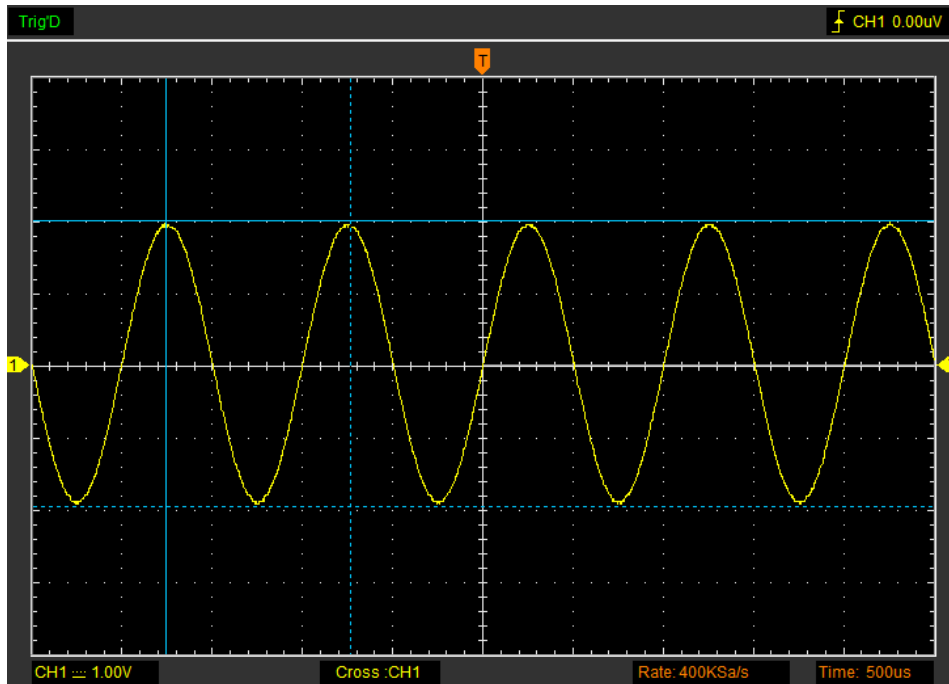 Trig'D
CH1 0.00uV
T
1
CH1 1.00V
Cross :CH1
Rate: 400KSa/s
Time: 500us